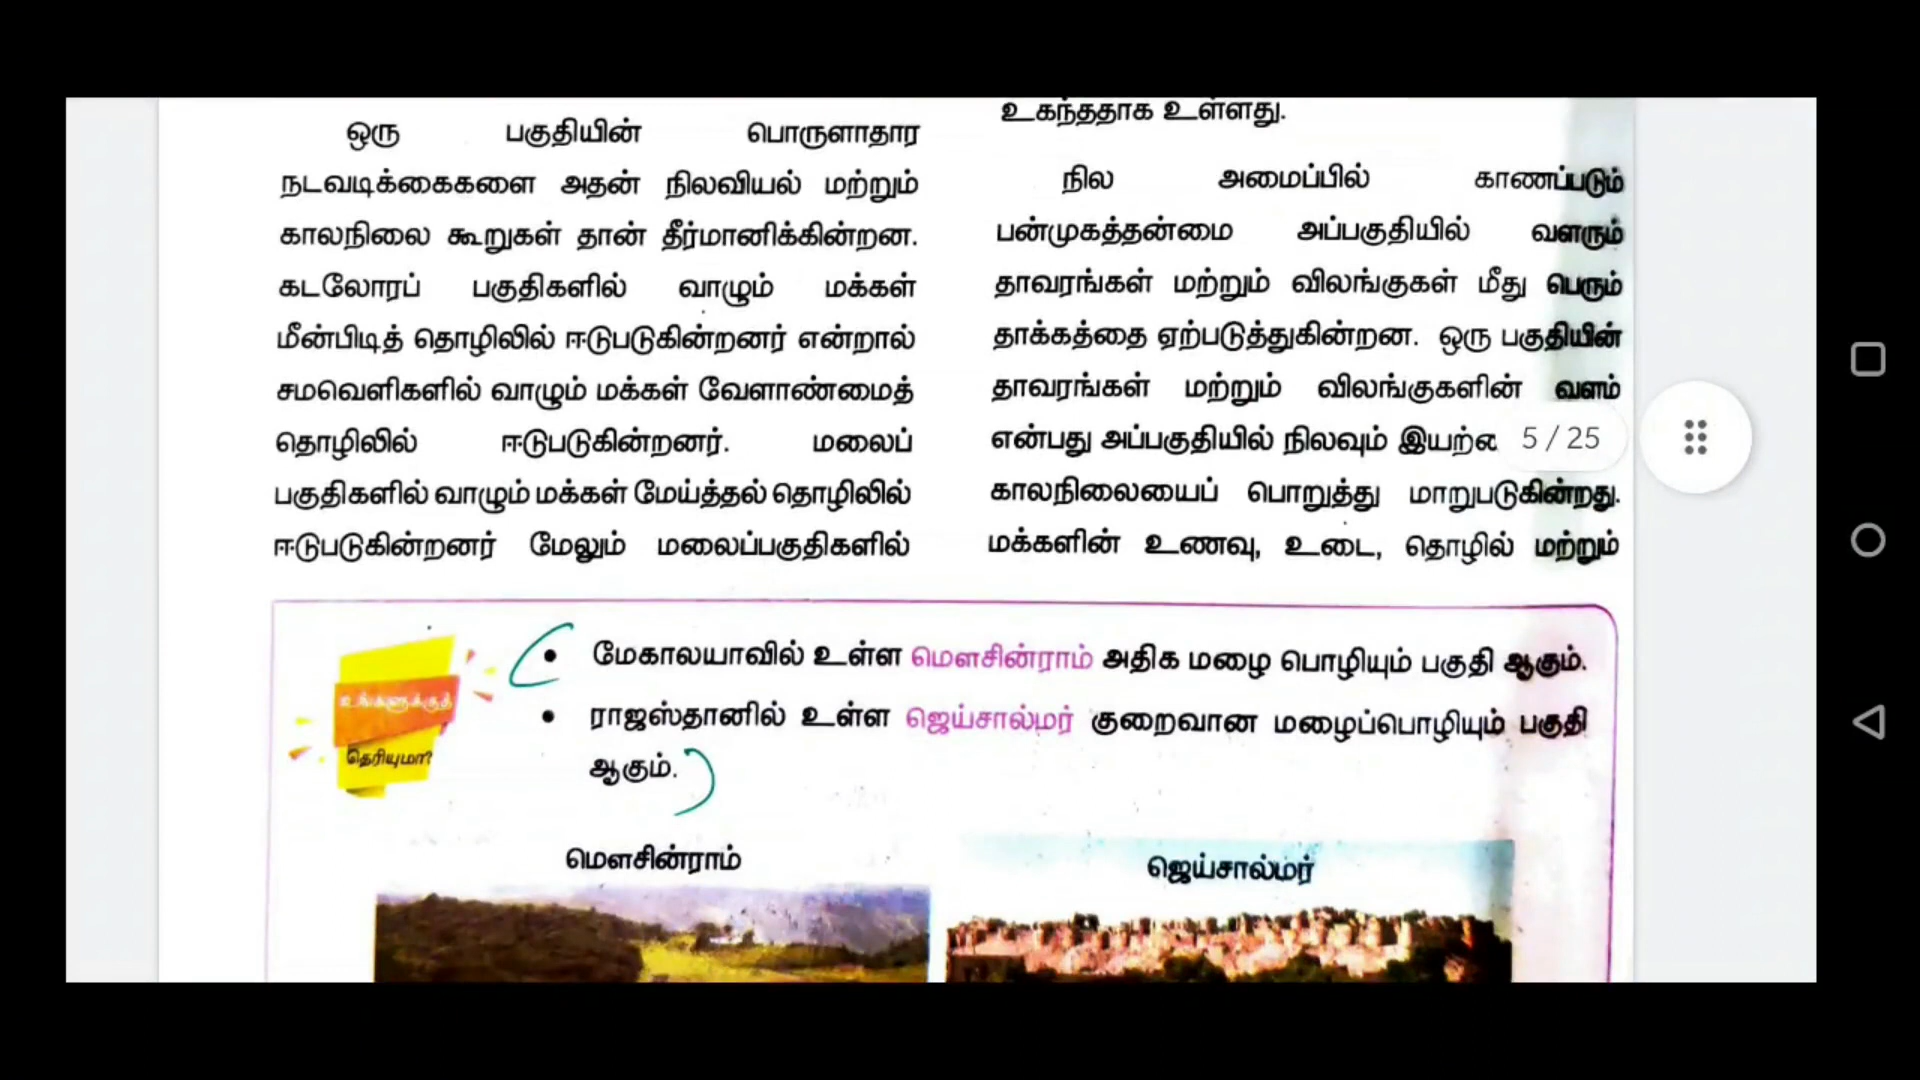 ஒரு பகுதியின் பொருளாதார
நடவடிக்கைகளை அதன் நிலவியல் மற்றும்
காலநிலை கூறுகள் தான் தீர்மானிக்கின்றன.
கடலோரப் பகுதிகளில் வாழும் மக்கள்
மீன்பிடித் தொழிலில் ஈடுபடுகின்றனர் என்றால்
சமவெளிகளில் வாழும் மக்கள் வேளாண்மைத்
தொழிலில் ஈடுபடுகின்றனர். மலைப்
பகுதிகளில் வாழும் மக்கள் மேய்த்தல் தொழிலில்
ஈடுபடுகின்றனர் மேலும் மலைப்பகுதிகளில்
உகந்ததாக உள்ளது.
நில அமைப்பில் காணப்படும்
பன்முகத்தன்மை அப்பகுதியில் வளரும்
தாவரங்கள் மற்றும் விலங்குகள் மீது பெரும்
தாக்கத்தை ஏற்படுத்துகின்றன. ஒரு பகுதியின்
தாவரங்கள் மற்றும் விலங்குகளின் வளம்
என்பது அப்பகுதியில் நிலவும்
5 / 25
காலநிலையைப் பொறுத்து மாறுபடுகின்றது.
மக்களின் உணவு, உடை, தொழில் மற்றும்
உங்களுக்குத்
தெரியுமா?
• மேகாலயாவில் உள்ள மௌசின்ராம் அதிக மழை பொழியும் பகுதி ஆகும்.
• ராஜஸ்தானில் உள்ள ஜெய்சால்மர் குறைவான மழைப்பொழியும் பகுதி
ஆகும்.
மௌசின்ராம்
ஜெய்சால்மர்